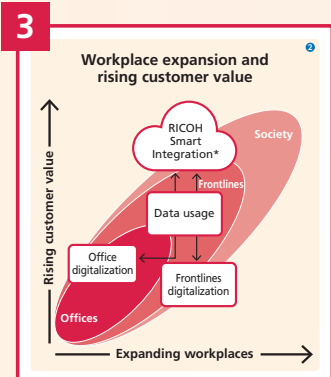 3
Workplace expansion and
rising customer value
2
RICOH
Smart
Integration*
Society
Frontlines
Data usage
Office
digitalization
Frontlines
digitalization
Offices
Rising customer value
Expanding workplaces